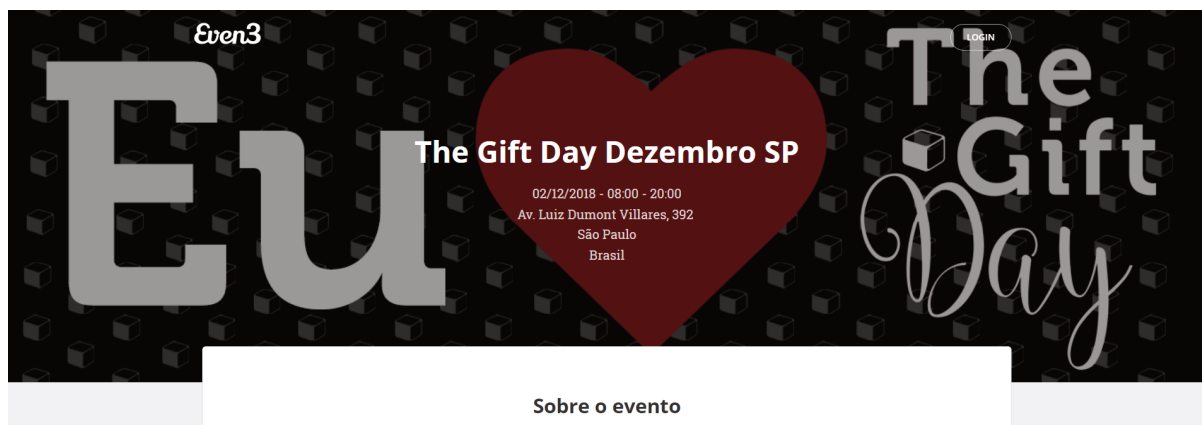 Even3
LOGIN
Eu
The
Gift
Day
The Gift Day Dezembro SP
02/12/2018 - 08:00 - 20:00
Av. Luiz Dumont Villares, 392
São Paulo
Brasil
Sobre o evento